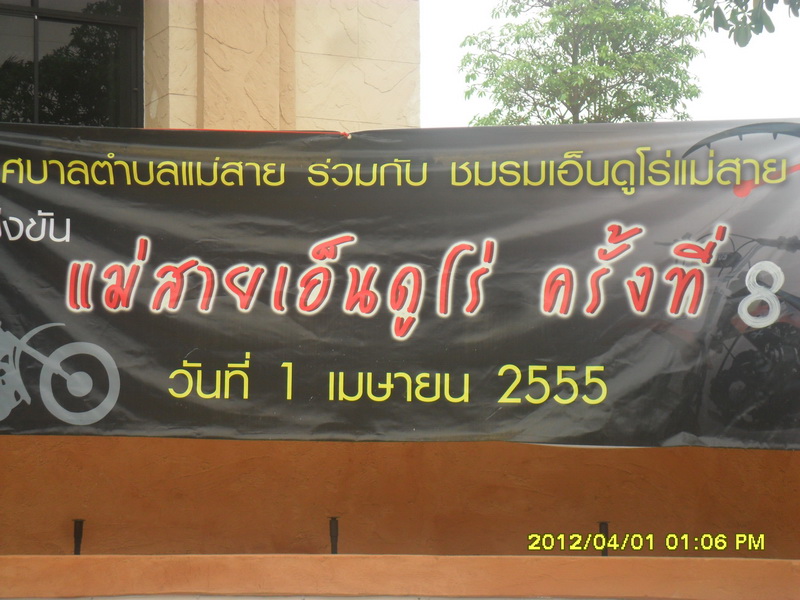 ศบาลตำบลแม่สาย ร่วมกับ ชมรมเอ็นดูโร่แม่สาย
ขัน
แม่สายเอ็นดูโร่ ครั้งที่ 8
วันที่ 1 เมษายน 2555
2012/04/01 01:06 PM